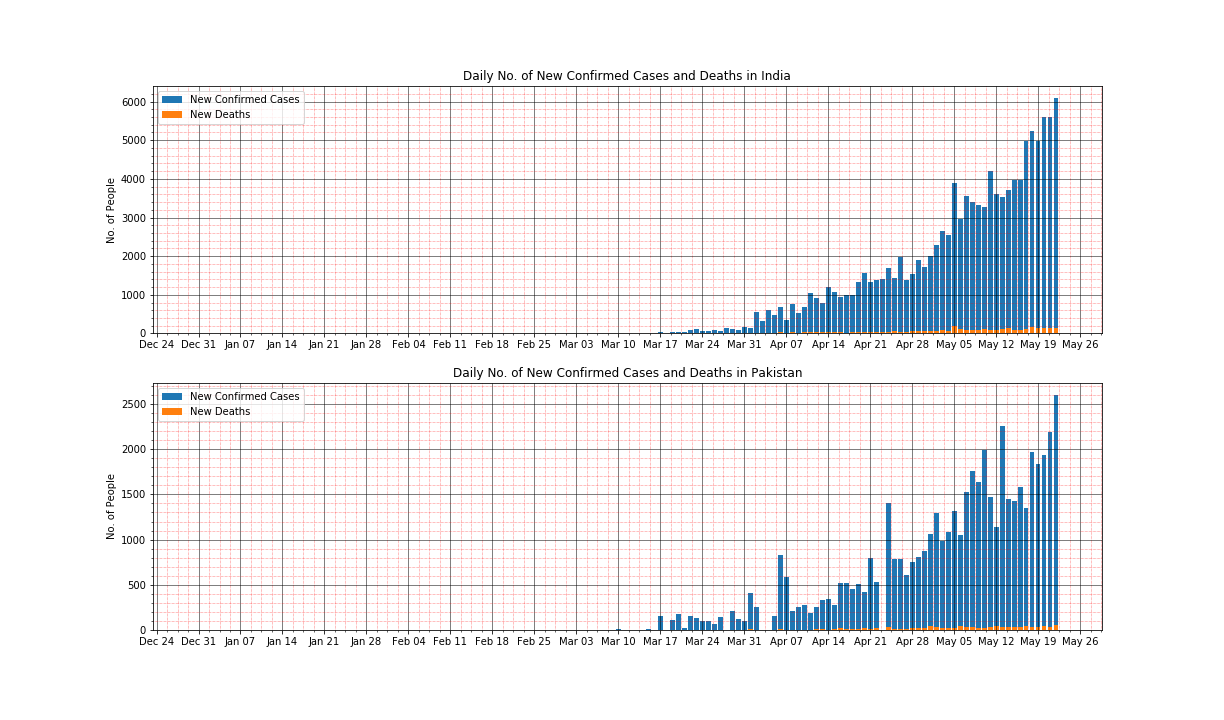 Daily No. of New Confirmed Cases and Deaths in India
New Confirmed Cases
New Deaths
No. of People
6000
5000
4000
3000
2000
1000
0
Dec 24 Dec 31 Jan 07 Jan 14 Jan 21 Jan 28 Feb 04 Feb 11 Feb 18 Feb 25 Mar 03 Mar 10 Mar 17 Mar 24 Mar 31 Apr 07 Apr 14 Apr 21 Apr 28 May 05 May 12 May 19 May 26
Daily No. of New Confirmed Cases and Deaths in Pakistan
New Confirmed Cases
New Deaths
No. of People
2500
2000
1500
1000
500
0
Dec 24 Dec 31 Jan 07 Jan 14 Jan 21 Jan 28 Feb 04 Feb 11 Feb 18 Feb 25 Mar 03 Mar 10 Mar 17 Mar 24 Mar 31 Apr 07 Apr 14 Apr 21 Apr 28 May 05 May 12 May 19 May 26